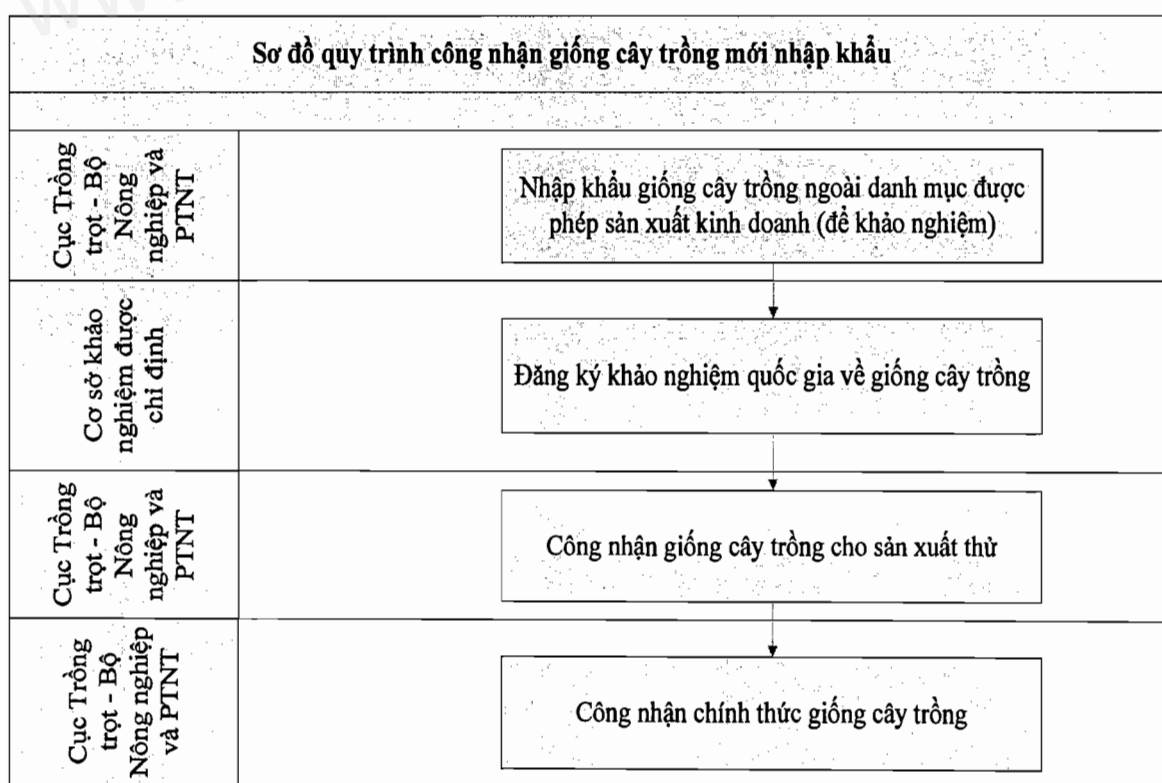 Sơ đồ quy trình công nhận giống cây trồng mới nhập khẩu
Cục Trồng
trọt - Bộ
Nông
nghiệp và
PTNT
Nhập khẩu giống cây trồng ngoài danh mục được
phép sản xuất kinh doanh (để khảo nghiệm)
Cơ sở khảo
nghiệm được
chỉ định
Đăng ký khảo nghiệm quốc gia về giống cây trồng
Cục Trồng
trọt - Bộ
Nông
nghiệp và
PTNT
Công nhận giống cây trồng cho sản xuất thử
Cục Trồng
trọt - Bộ
Nông nghiệp
và PTNT
Công nhận chính thức giống cây trồng